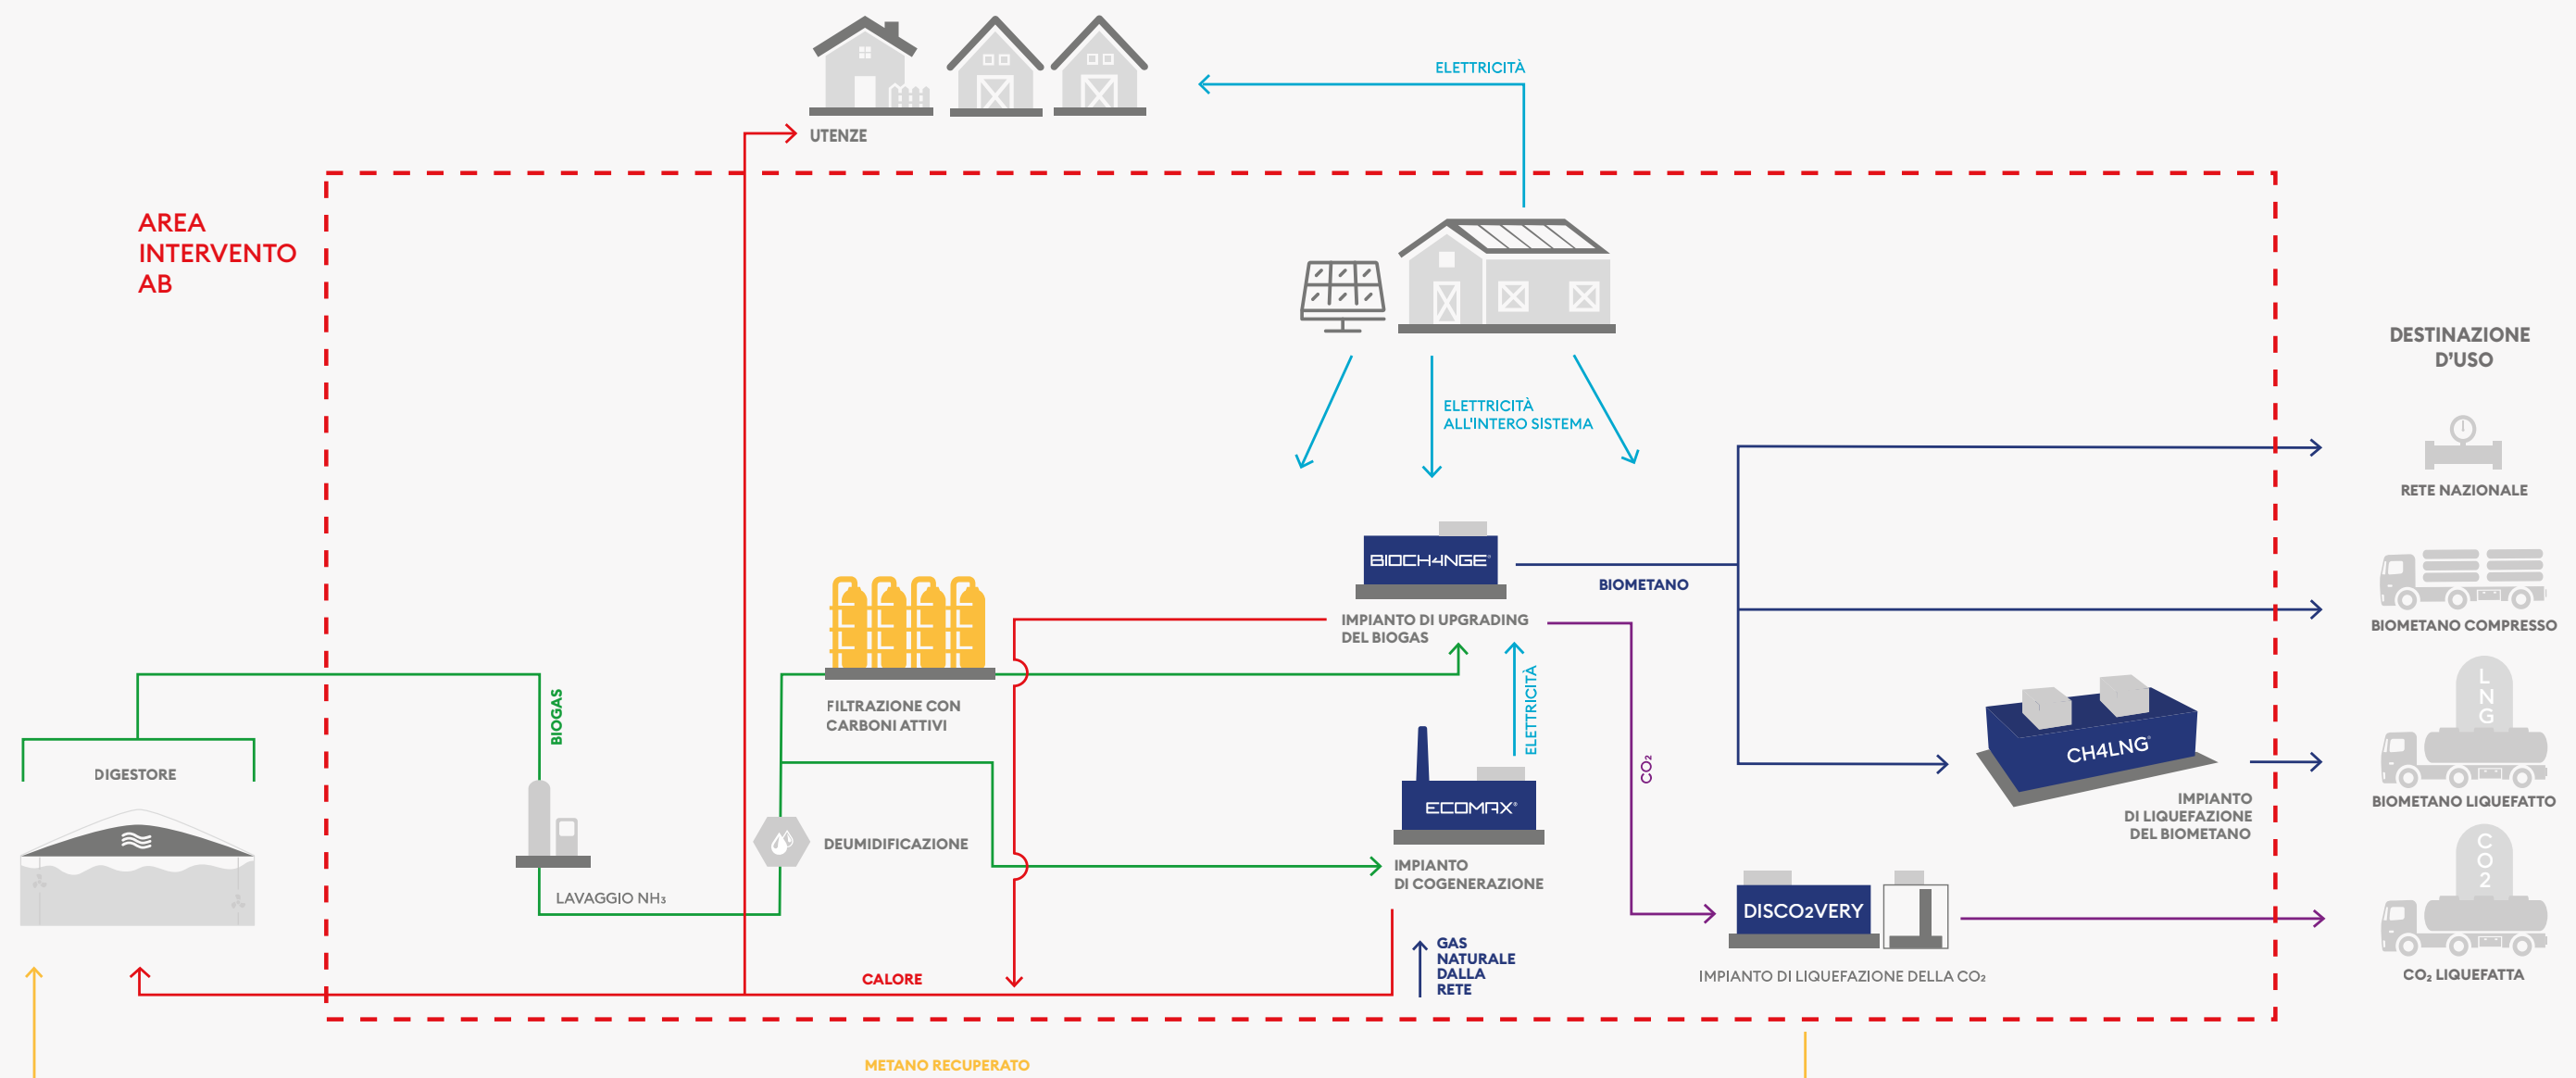 ELETTRICITÀ
UTENZE
AREA
INTERVENTO
AB
DESTINAZIONE
D'USO
ELETTRICITÀ
ALL'INTERO SISTEMA
RETE NAZIONALE
BIOCH4NGE®
BIOMETANO
IMPIANTO DI UPGRADING
DEL BIOGAS
BIOMETANO COMPRESSO
BIOGAS
FILTRAZIONE CON
CARBONI ATTIVI
ELETTRICITÀ
CO₂
L
N
G
CH4LNG®
DIGESTORE
ECOMAX®
IMPIANTO
DI LIQUEFAZIONE
DEL BIOMETANO
BIOMETANO LIQUEFATTO
DEUMIDIFICAZIONE
IMPIANTO
DI COGENERAZIONE
C
O
2
LAVAGGIO NH₃
DISCO2VERY
GAS
NATURALE
DALLA
RETE
CALORE
IMPIANTO DI LIQUEFAZIONE DELLA CO₂
CO₂ LIQUEFATTA
METANO RECUPERATO